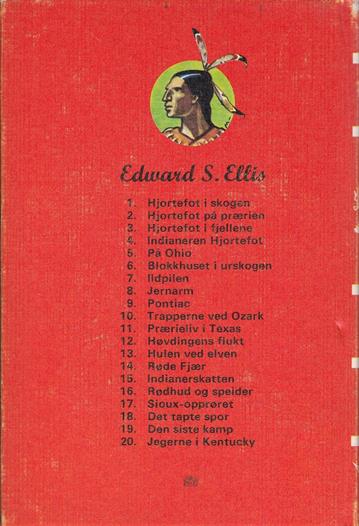 Edward S. Ellis
1. Hjortefot i skogen
2. Hjortefot på prærien
3. Hjortefot i fjellene
4. Indianeren Hjortefot
5. På Ohio
6. Blokkhuset i urskogen
7. Ildpilen
8. Jernarm
9. Pontiac
10. Trapperne ved Ozark
11. Prærieliv i Texas
12. Høvdingens flukt
13. Hulen ved elven
14. Røde Fjær
15. Indianerskatten
16. Rødhud og speider
17. Sioux-opprøret
18. Det tapte spor
19. Den siste kamp
20. Jegerne i Kentucky